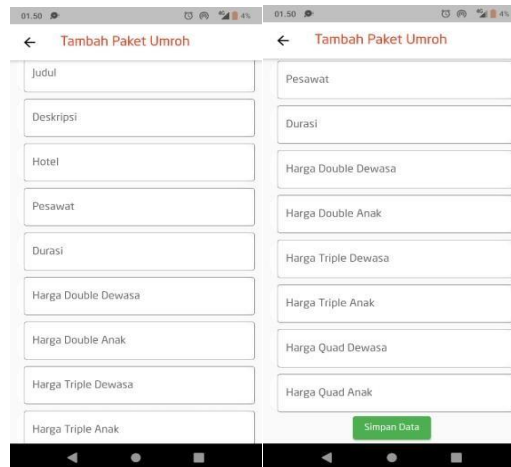 01.50
4%
Tambah Paket Umroh
Judul
Deskripsi
Hotel
Pesawat
Durasi
Harga Double Dewasa
Harga Double Anak
Harga Triple Dewasa
Harga Triple Anak
01.50
4%
Tambah Paket Umroh
Pesawat
Durasi
Harga Double Dewasa
Harga Double Anak
Harga Triple Dewasa
Harga Triple Anak
Harga Quad Dewasa
Harga Quad Anak
Simpan Data